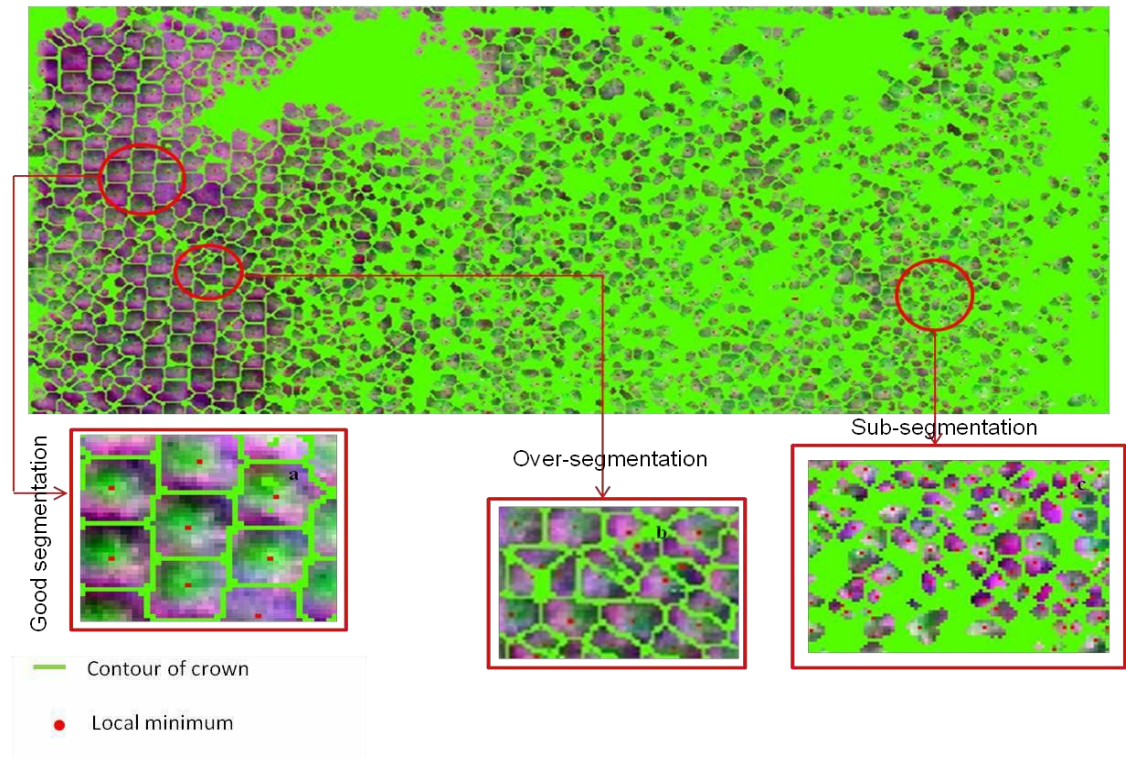 Sub-segmentation
Over-segmentation
Good segmentation
a
b
c
Contour of crown
Local minimum